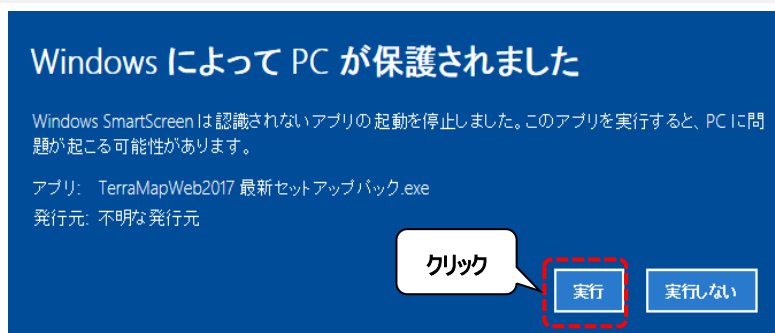 Windows によって PC が保護されました
Windows SmartScreen は認識されないアプリの起動を停止しました。このアプリを実行すると、PC に問
題が起こる可能性があります。
アプリ: TerraMapWeb2017 最新セットアップパック.exe
発行元: 不明な発行元
クリック
実行
実行しない